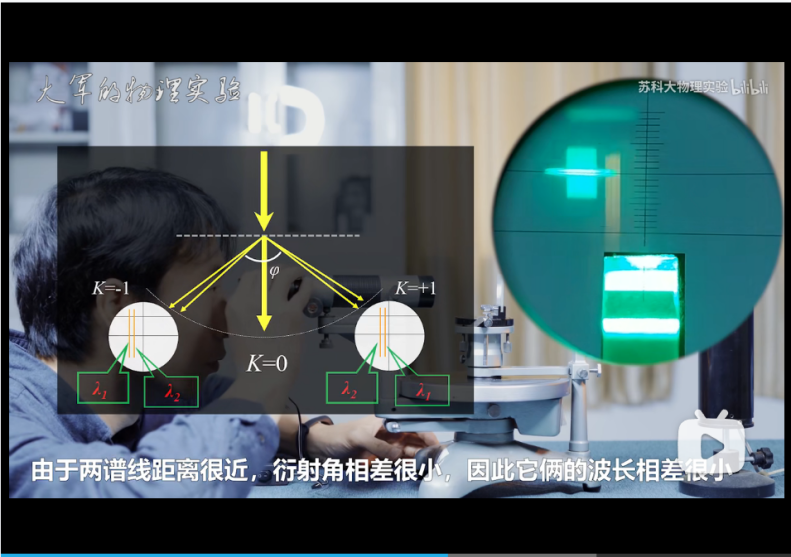 大军的物理实验
苏科大物理实验 bilibili
φ
K=-1
K=+1
K=0
λ1
λ2
λ2
λ1
由于两谱线距离很近，衍射角相差很小，因此它俩的波长相差很小